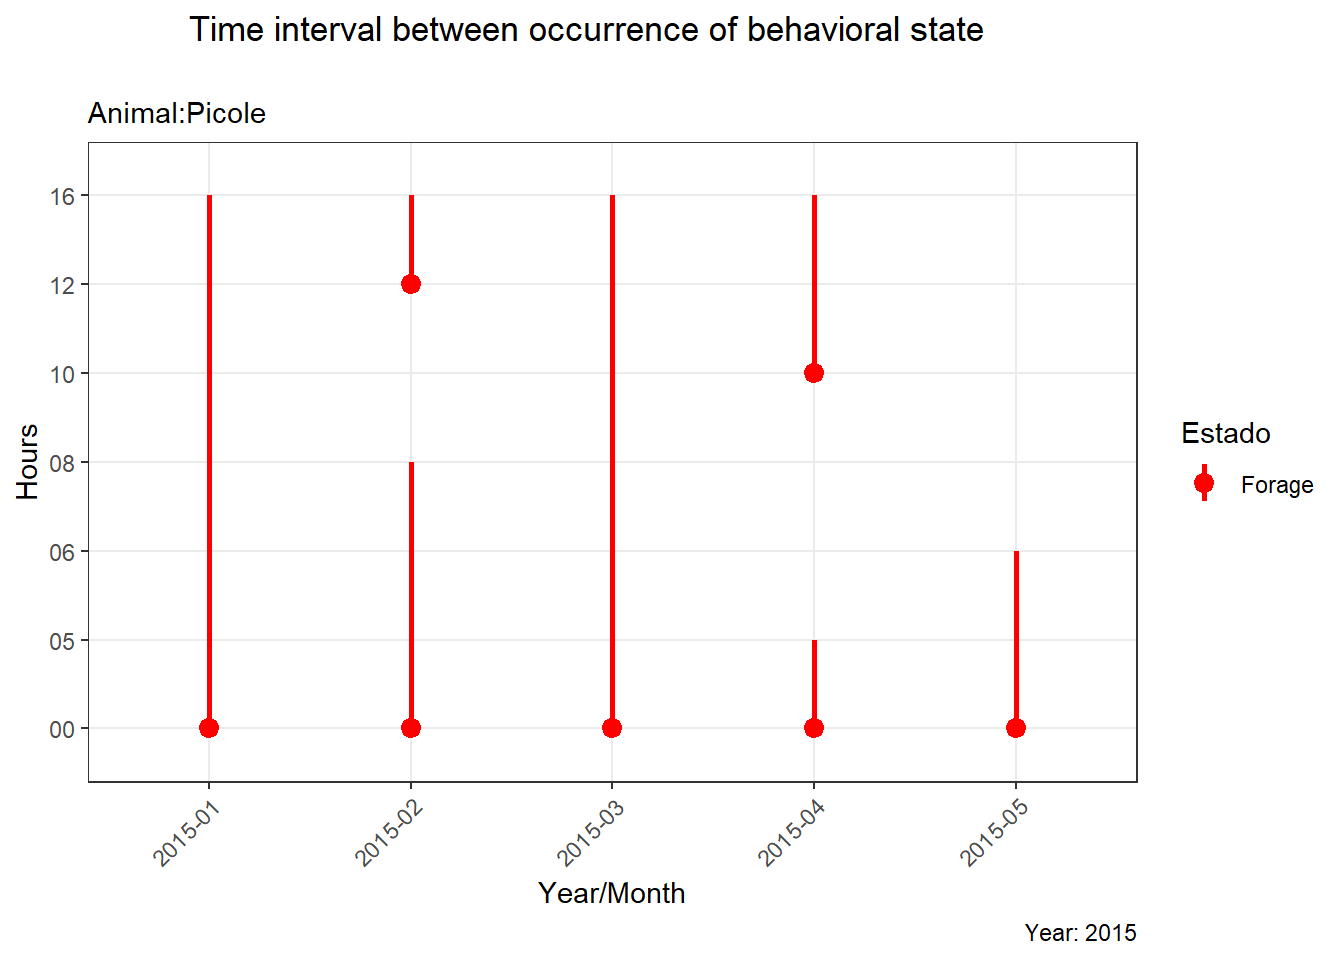 Time interval between occurrence of behavioral state
Animal:Picole
16
12
10
08
06
05
00
Hours
2015-01
2015-02
2015-03
2015-04
2015-05
Year/Month
Estado
Forage
Year: 2015